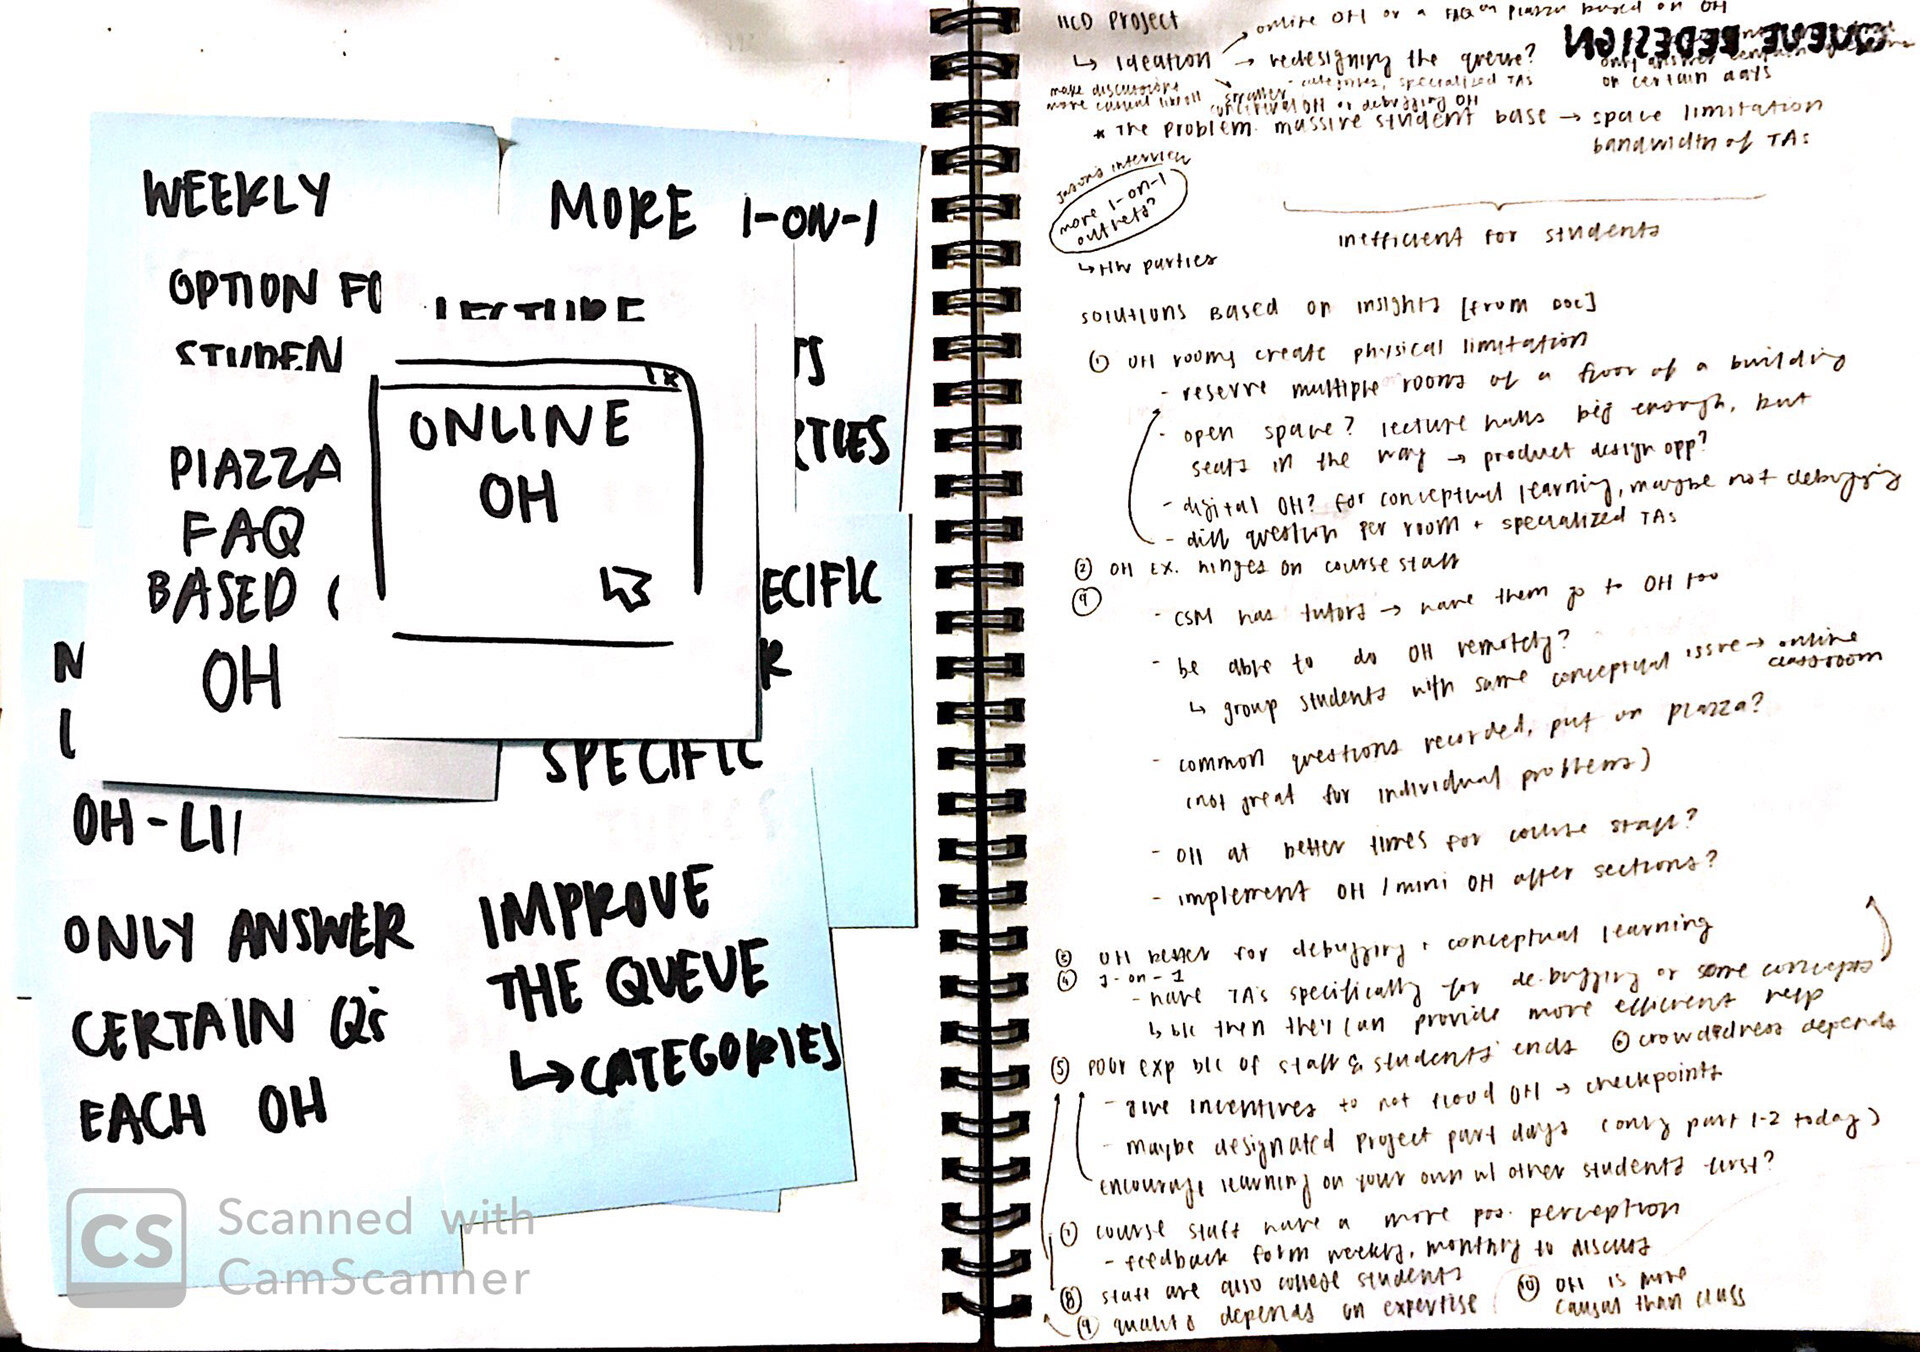 WEEKLY
OPTION FO
STUDEN
PIAZZA
FAQ
BASED
OH
MORE 1-ON-1
LECTURE
ONLINE
OH
TS
RTIES
ECIFIC
R
SPECIFIC
N
OH-LI
ONLY ANSWER
CERTAIN Q's
EACH OH
IMPROVE
THE QUEUE
↳ CATEGORIES
Scanned with
CamScanner
CS
HCD Project
→ online OH or a FAQ on Piazza based on OH
↳ ideation → redesigning the queue?
QUEUE REDESIGN
only answer certain
on certain days
make discussions
more casual
smaller - categories, specialized TAs
conceptual OH or debugging OH
* The problem. massive student base → space limitation
bandwidth of TAs
Jason's interview
more 1-on-1
outlets?
↳ HW parties
inefficient for students
solutions Based on insights [from Doc]
① OH rooms create physical limitation
- reserve multiple rooms of a floor of a building
- open space? lecture halls big enough, but
seats in the way → product design opp?
- digital OH? for conceptual learning, maybe not debugging
- diff question per room + specialized TAs
② OH ex. hinges on course staff
⑨
- CSM has tutors → have them go to OH too
- be able to do OH remotely?
↳ group students with same conceptual issue → online
classroom
- common questions recorded, put on piazza?
(not great for individual problems)
- OH at better times for course staff?
- implement OH / mini OH after sections?
③ OH better for debugging + conceptual learning
④ 1-on-1
- have TA's specifically for debugging or some concepts
↳ b/c then they can provide more efficient help
⑤ poor exp b/c of staff & students' ends ⑥ crowdedness depends
- give incentives to not flood OH → checkpoints
- maybe designated project part days (only part 1-2 today)
encourage learning on your own w/ other students first?
⑦ course staff have a more pos. perception
- feedback form weekly, monthly to discuss
⑧ staff are also college students
⑨ quality depends on expertise
⑩ OH is more
causal than class